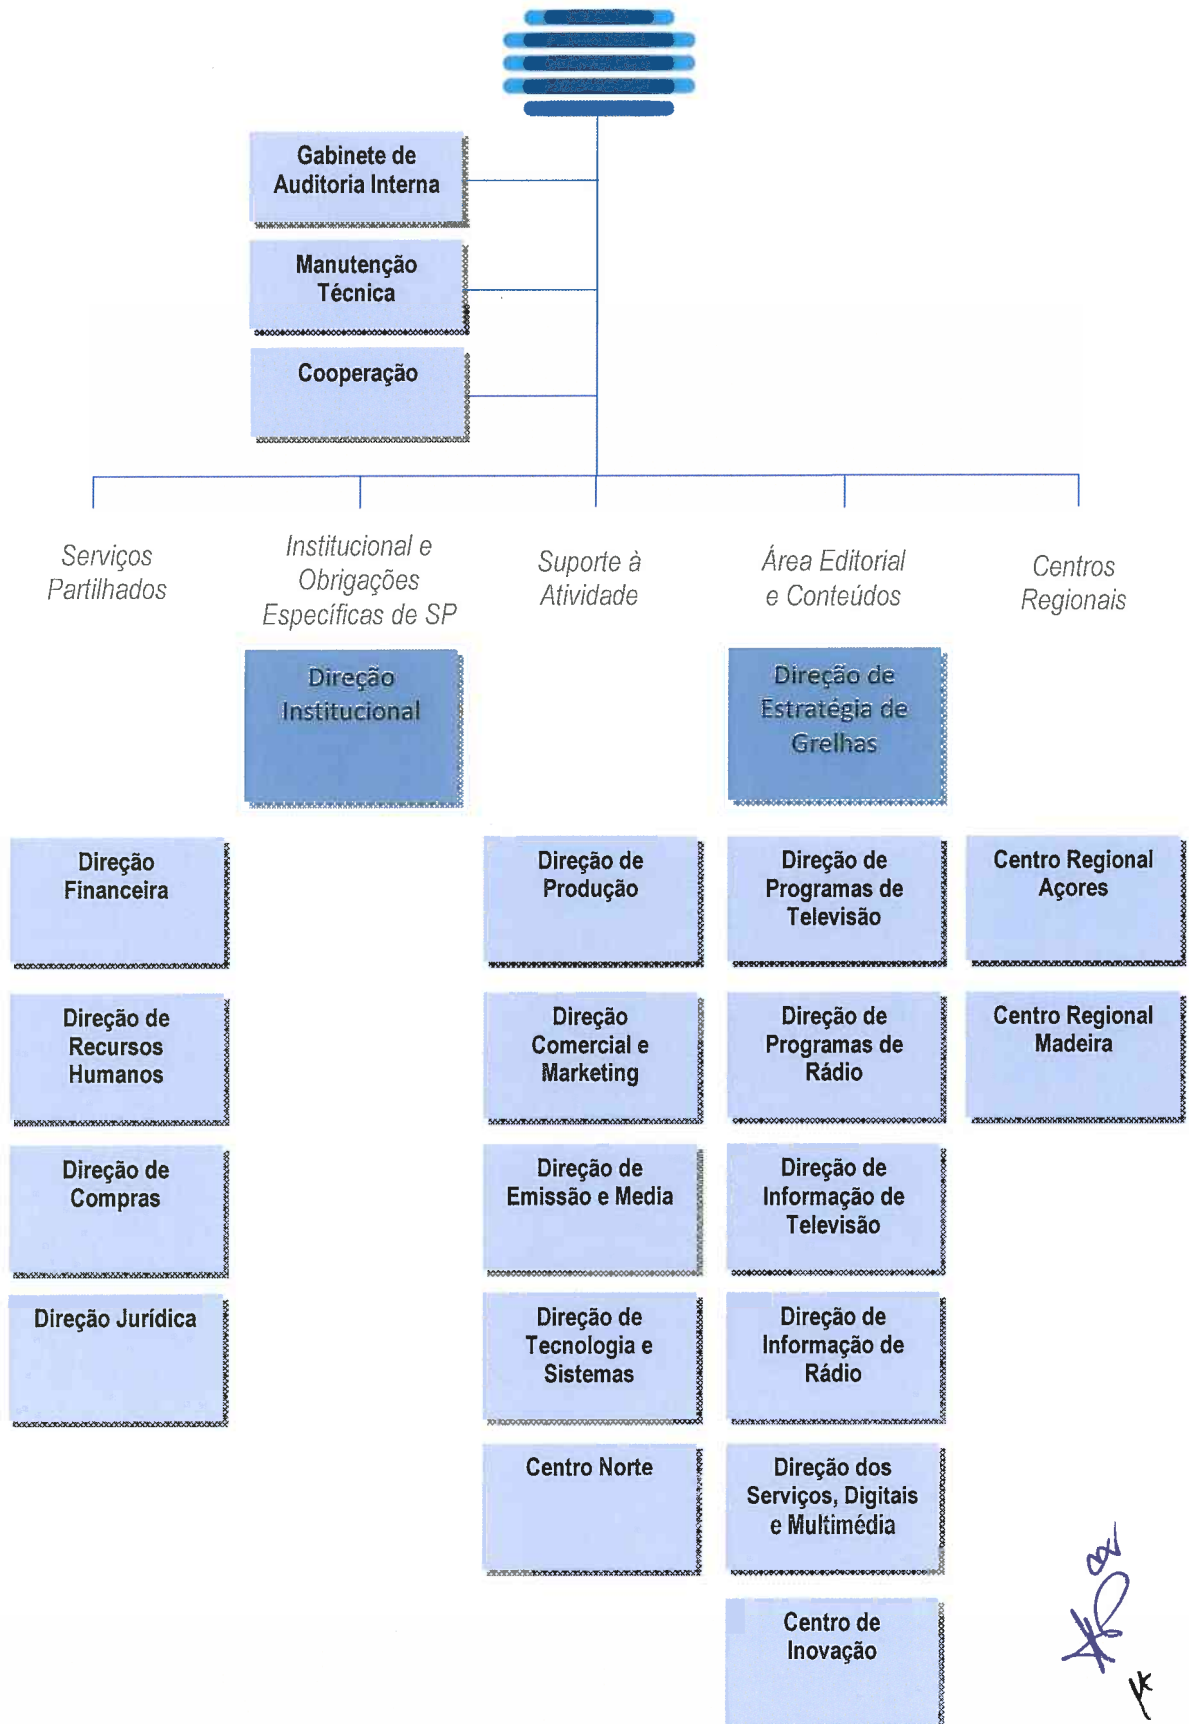 Gabinete de
Auditoria Interna
Manutenção
Técnica
Cooperação
Serviços
Partilhados
Institucional e
Obrigações
Específicas de SP
Suporte à
Atividade
Área Editorial
e Conteúdos
Centros
Regionais
Direção
Institucional
Direção de
Estratégia de
Grelhas
Direção
Financeira
Direção de
Produção
Direção de
Programas de
Televisão
Centro Regional
Açores
Direção de
Recursos
Humanos
Direção
Comercial e
Marketing
Direção de
Programas de
Rádio
Centro Regional
Madeira
Direção de
Compras
Direção de
Emissão e Media
Direção de
Informação de
Televisão
Direção Jurídica
Direção de
Tecnologia e
Sistemas
Direção de
Informação de
Rádio
Centro Norte
Direção dos
Serviços, Digitais
e Multimédia
Centro de
Inovação